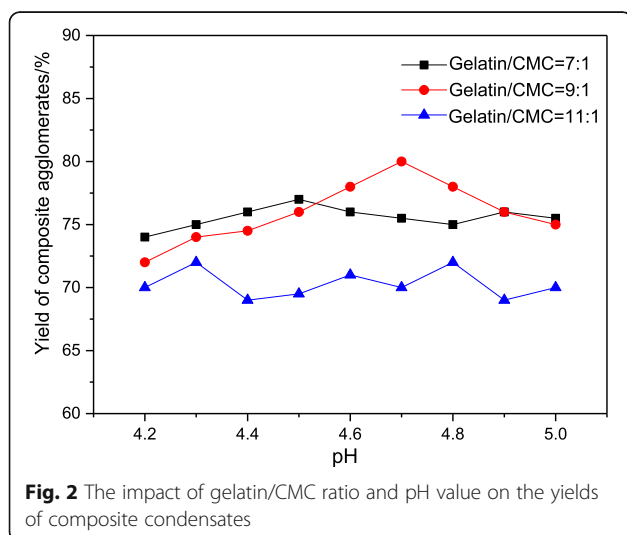 90
85
80
75
70
65
60
Yield of composite agglomerates/%
Gelatin/CMC=7:1
Gelatin/CMC=9:1
Gelatin/CMC=11:1
4.2 4.4 4.6 4.8 5.0
pH
Fig. 2 The impact of gelatin/CMC ratio and pH value on the yields
of composite condensates